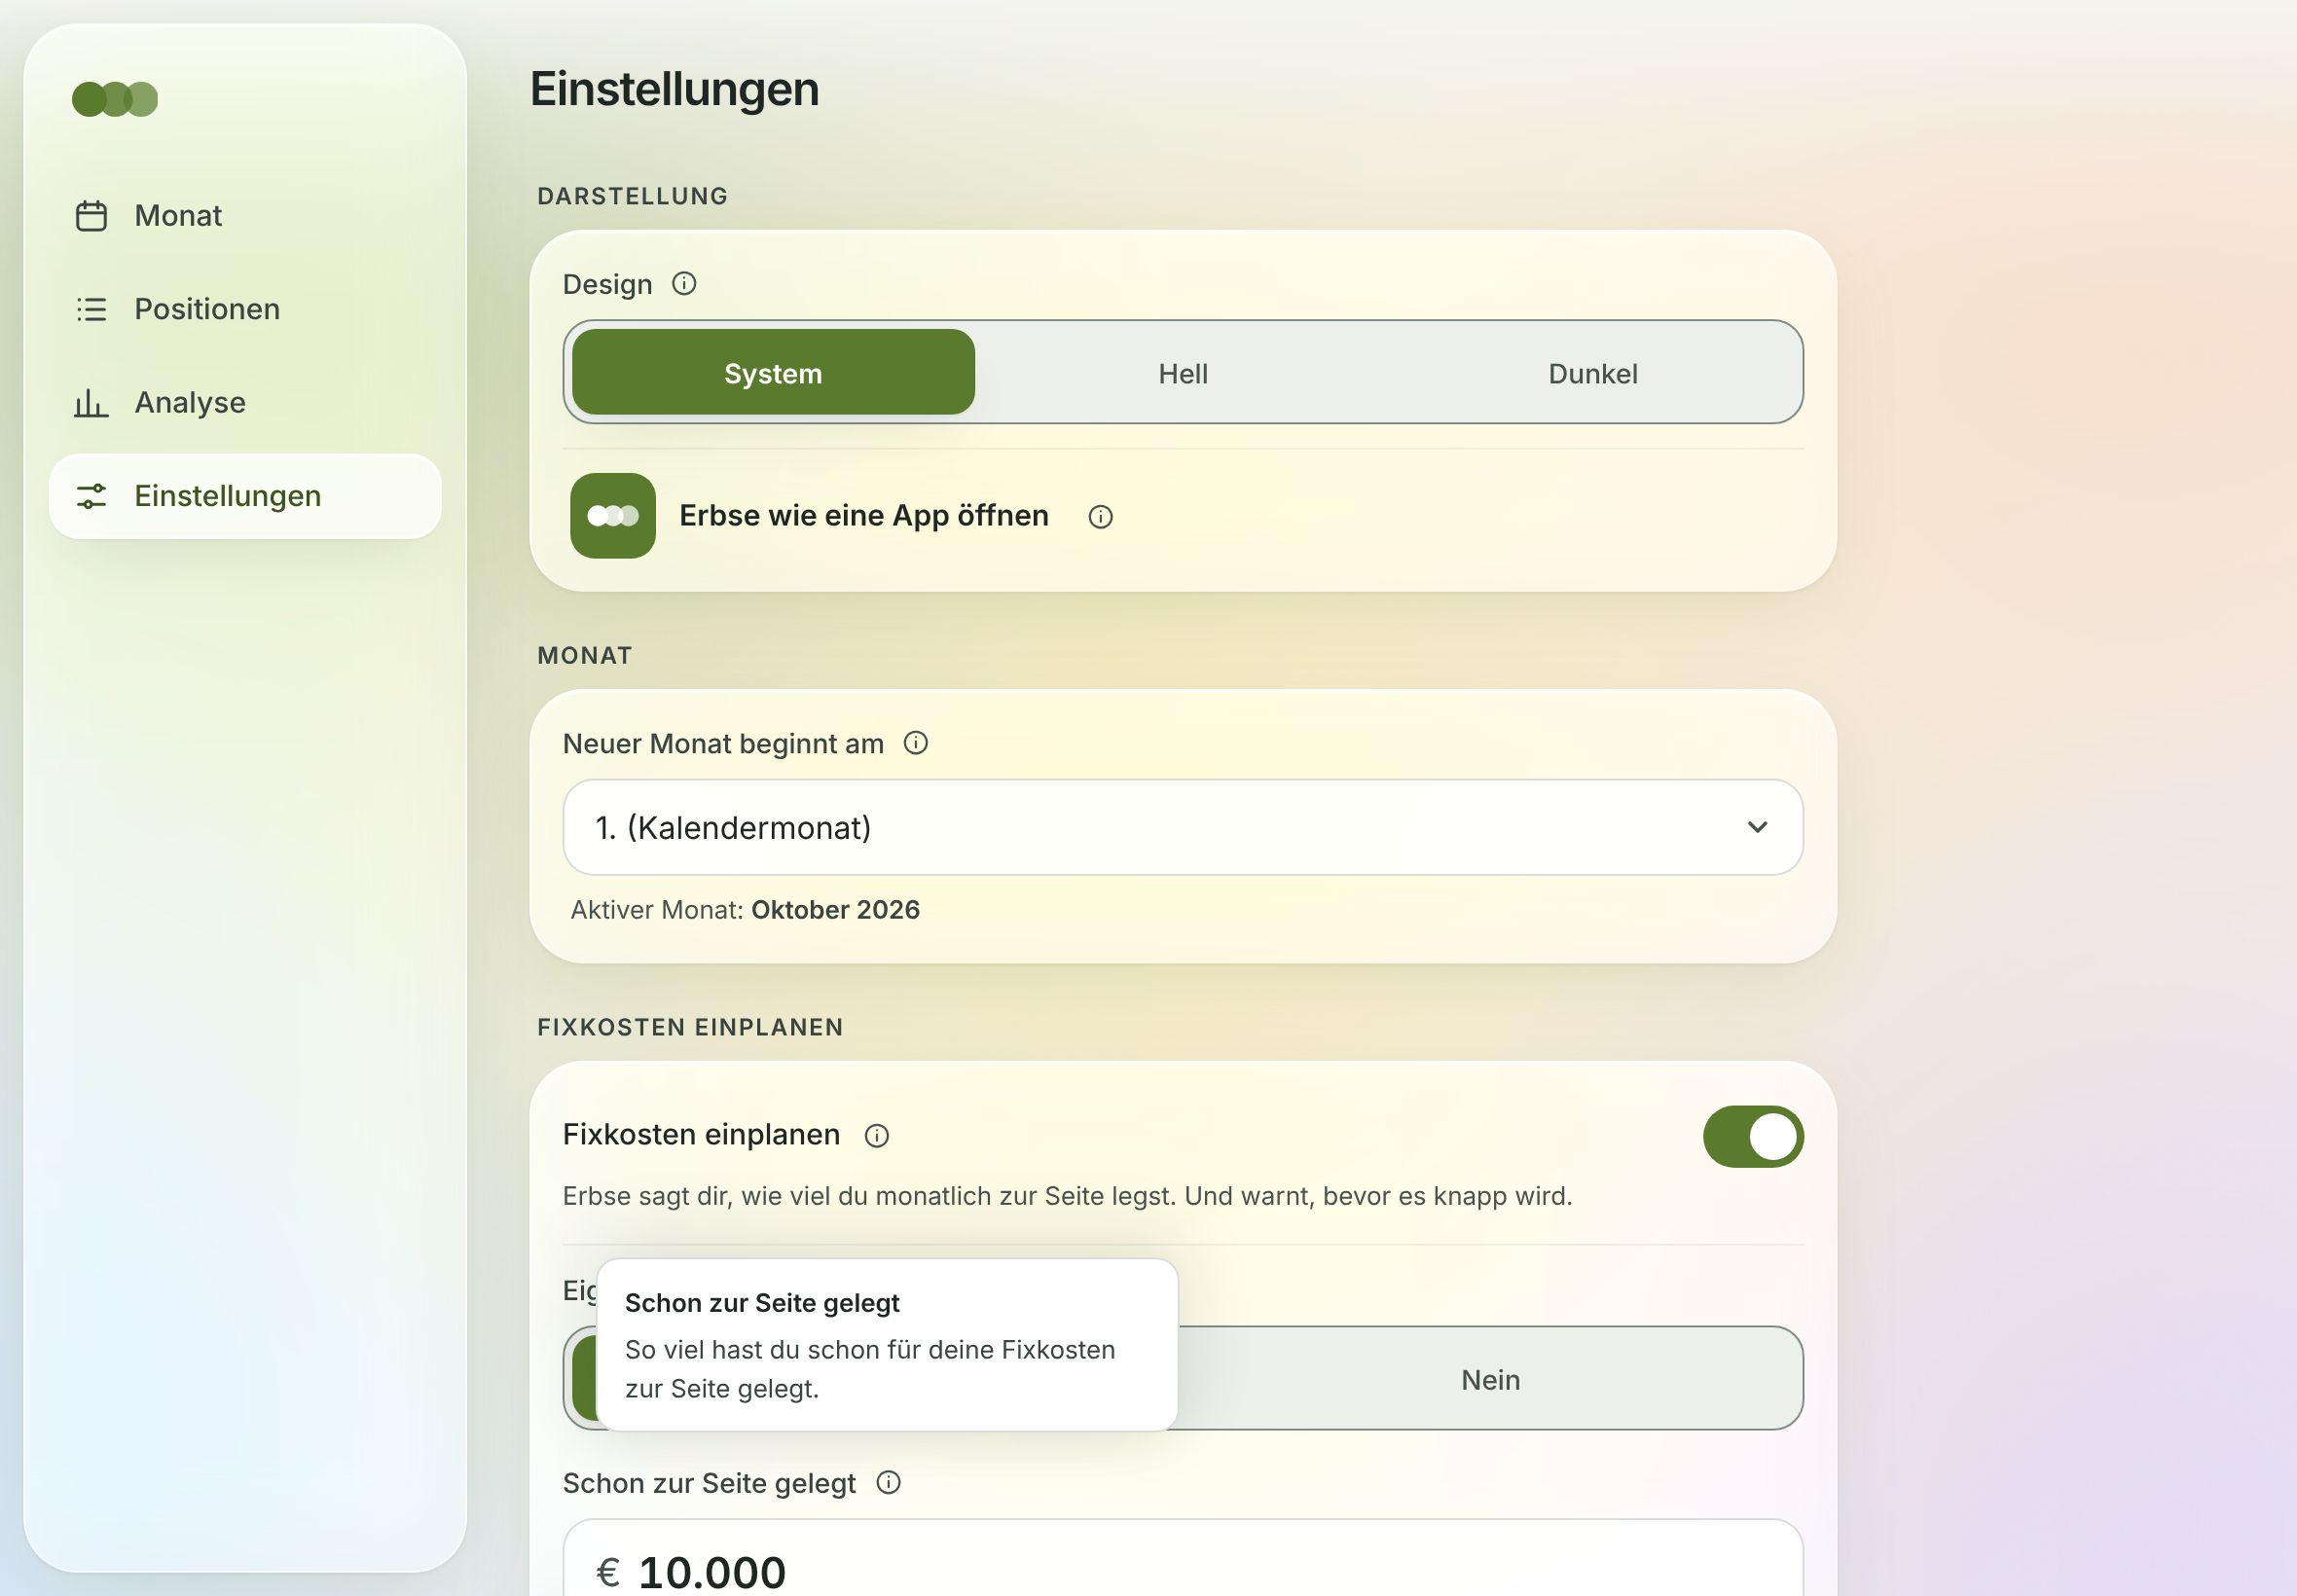 Einstellungen
Monat
Positionen
Analyse
Einstellungen
DARSTELLUNG
Design
System
Hell
Dunkel
Erbse wie eine App öffnen
MONAT
Neuer Monat beginnt am
1. (Kalendermonat)
Aktiver Monat: Oktober 2026
FIXKOSTEN EINPLANEN
Fixkosten einplanen
Erbse sagt dir, wie viel du monatlich zur Seite legst. Und warnt, bevor es knapp wird.
Schon zur Seite gelegt
So viel hast du schon für deine Fixkosten
zur Seite gelegt.
Nein
Schon zur Seite gelegt
€ 10.000